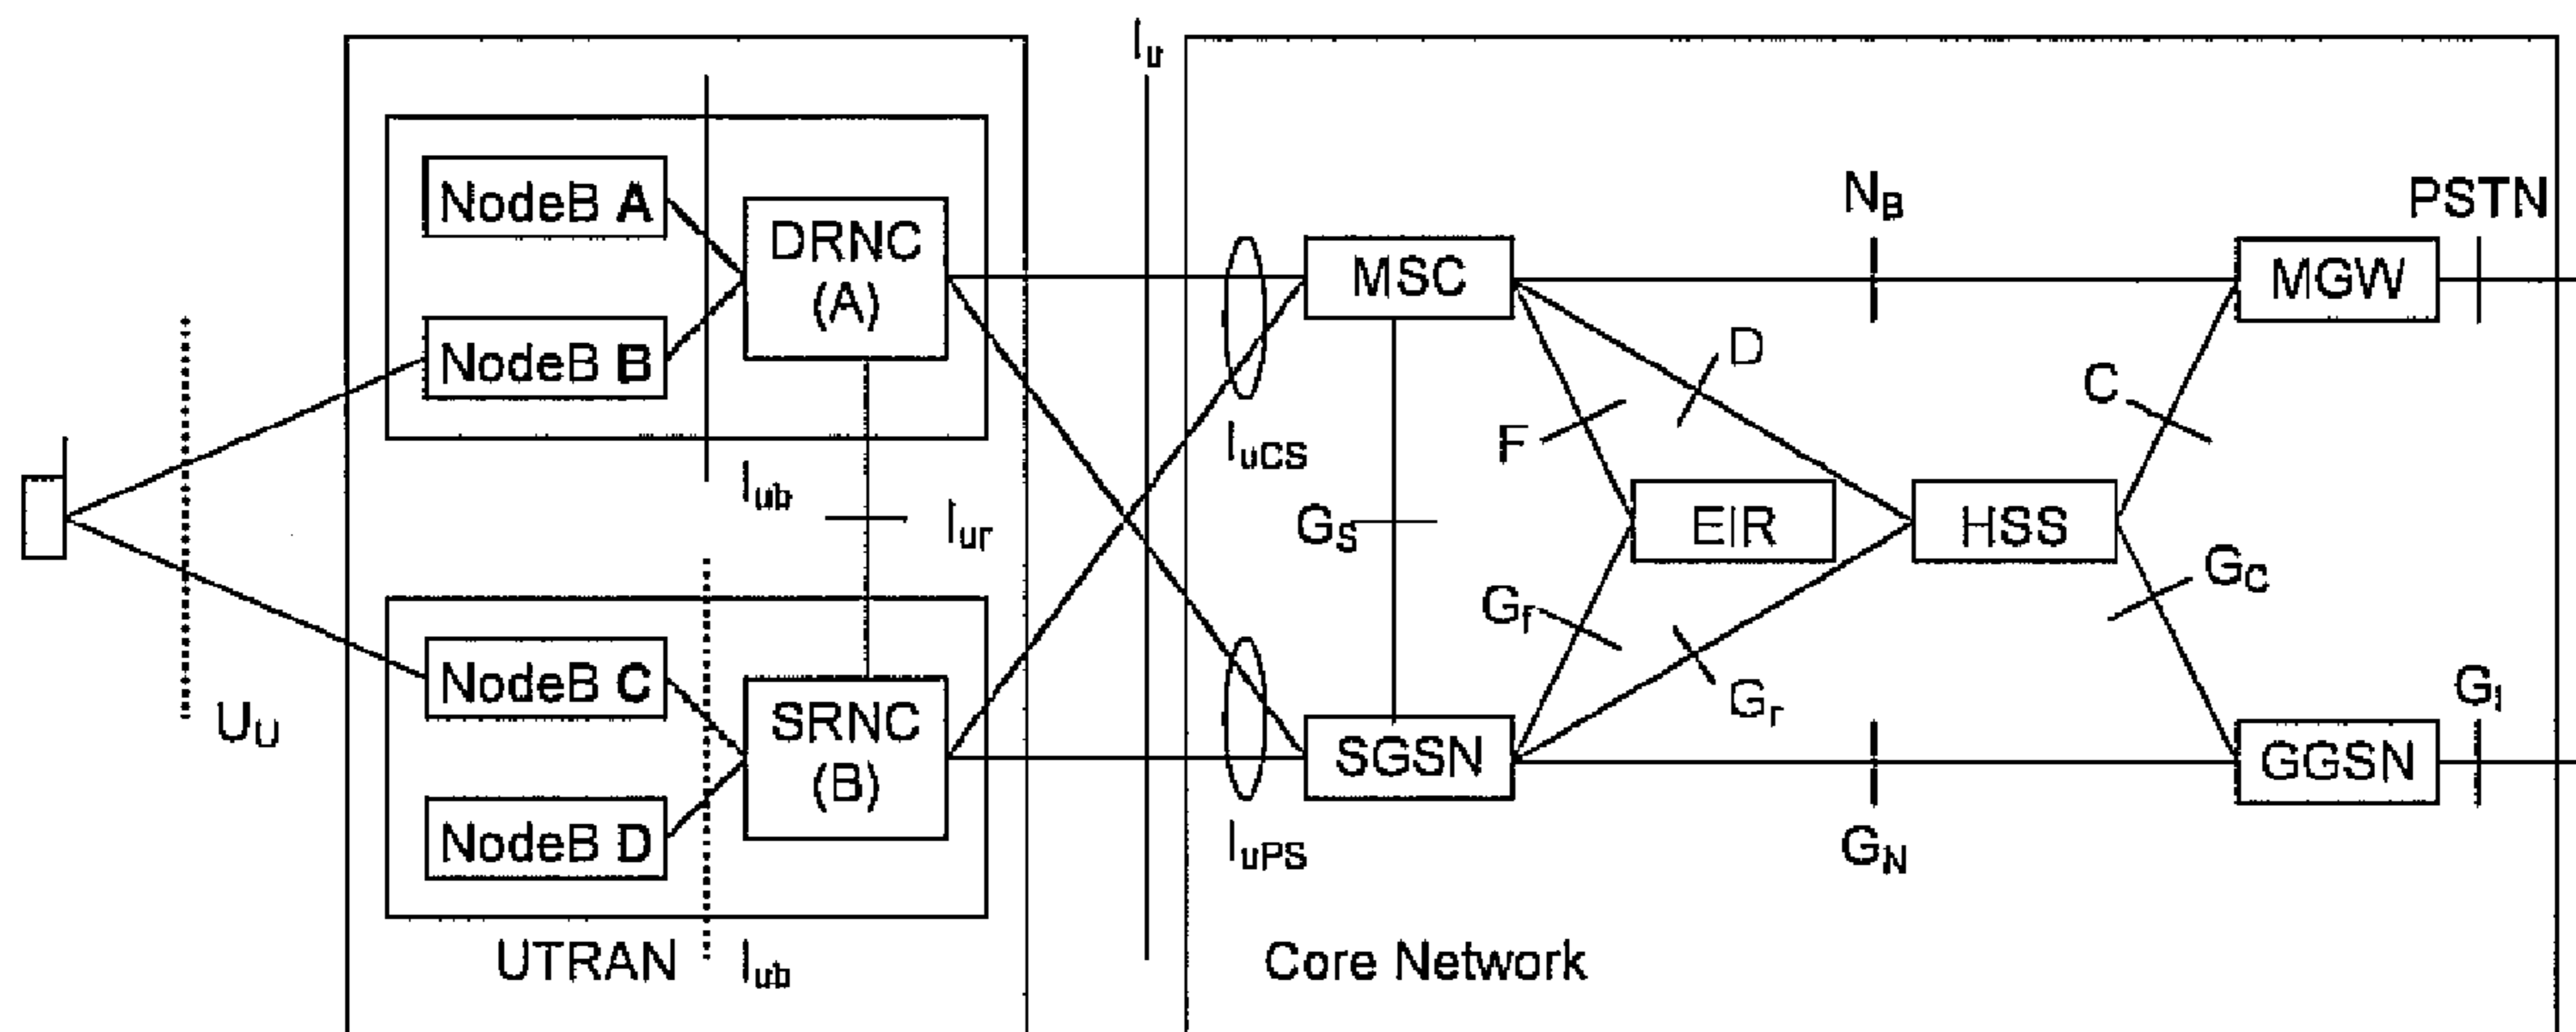 Iu
NB
PSTN
NodeB A
DRNC
(A)
MSC
MGW
NodeB B
D
C
F
IuCS
Iub
Iur
GS
EIR
HSS
GC
Gf
NodeB C
SRNC
(B)
Gr
GI
UU
SGSN
GGSN
NodeB D
IuPS
GN
UTRAN
Iub
Core Network